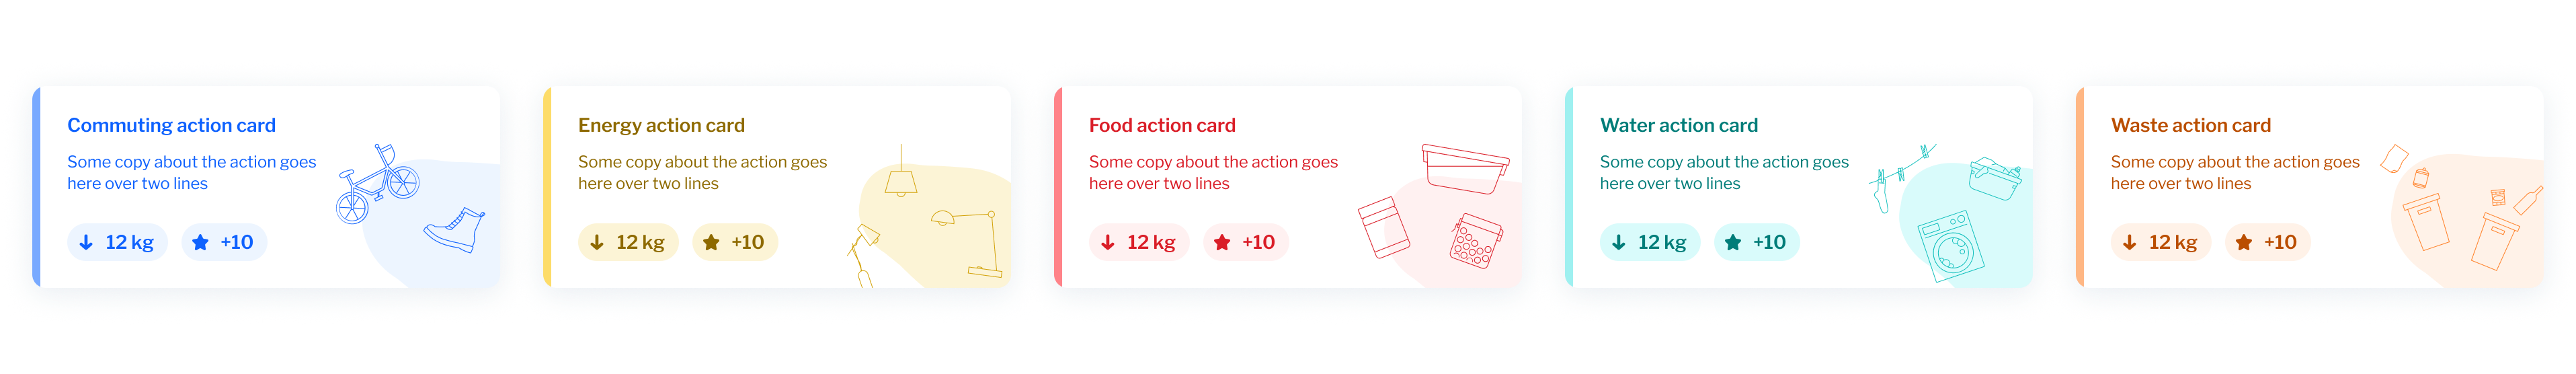 Commuting action card
Some copy about the action goes
here over two lines
12 kg
+10
Energy action card
Some copy about the action goes
here over two lines
12 kg
+10
Food action card
Some copy about the action goes
here over two lines
12 kg
+10
Water action card
Some copy about the action goes
here over two lines
12 kg
+10
Waste action card
Some copy about the action goes
here over two lines
12 kg
+10